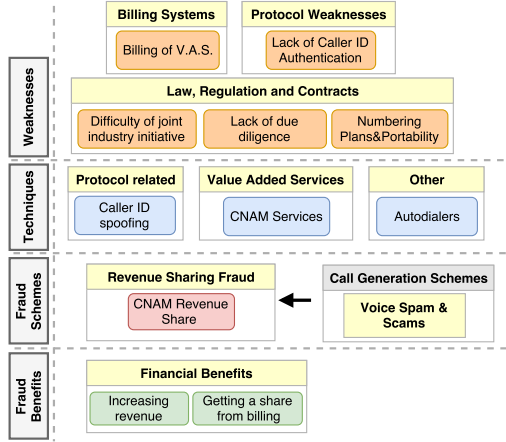 Billing Systems
Protocol Weaknesses
Billing of V.A.S.
Lack of Caller ID
Authentication
Weaknesses
Law, Regulation and Contracts
Difficulty of joint
industry initiative
Lack of due
diligence
Numbering
Plans&Portability
Techniques
Protocol related
Value Added Services
Other
Caller ID
spoofing
CNAM Services
Autodialers
Fraud
Schemes
Revenue Sharing Fraud
CNAM Revenue
Share
Call Generation Schemes
Voice Spam &
Scams
Fraud
Benefits
Financial Benefits
Increasing
revenue
Getting a share
from billing